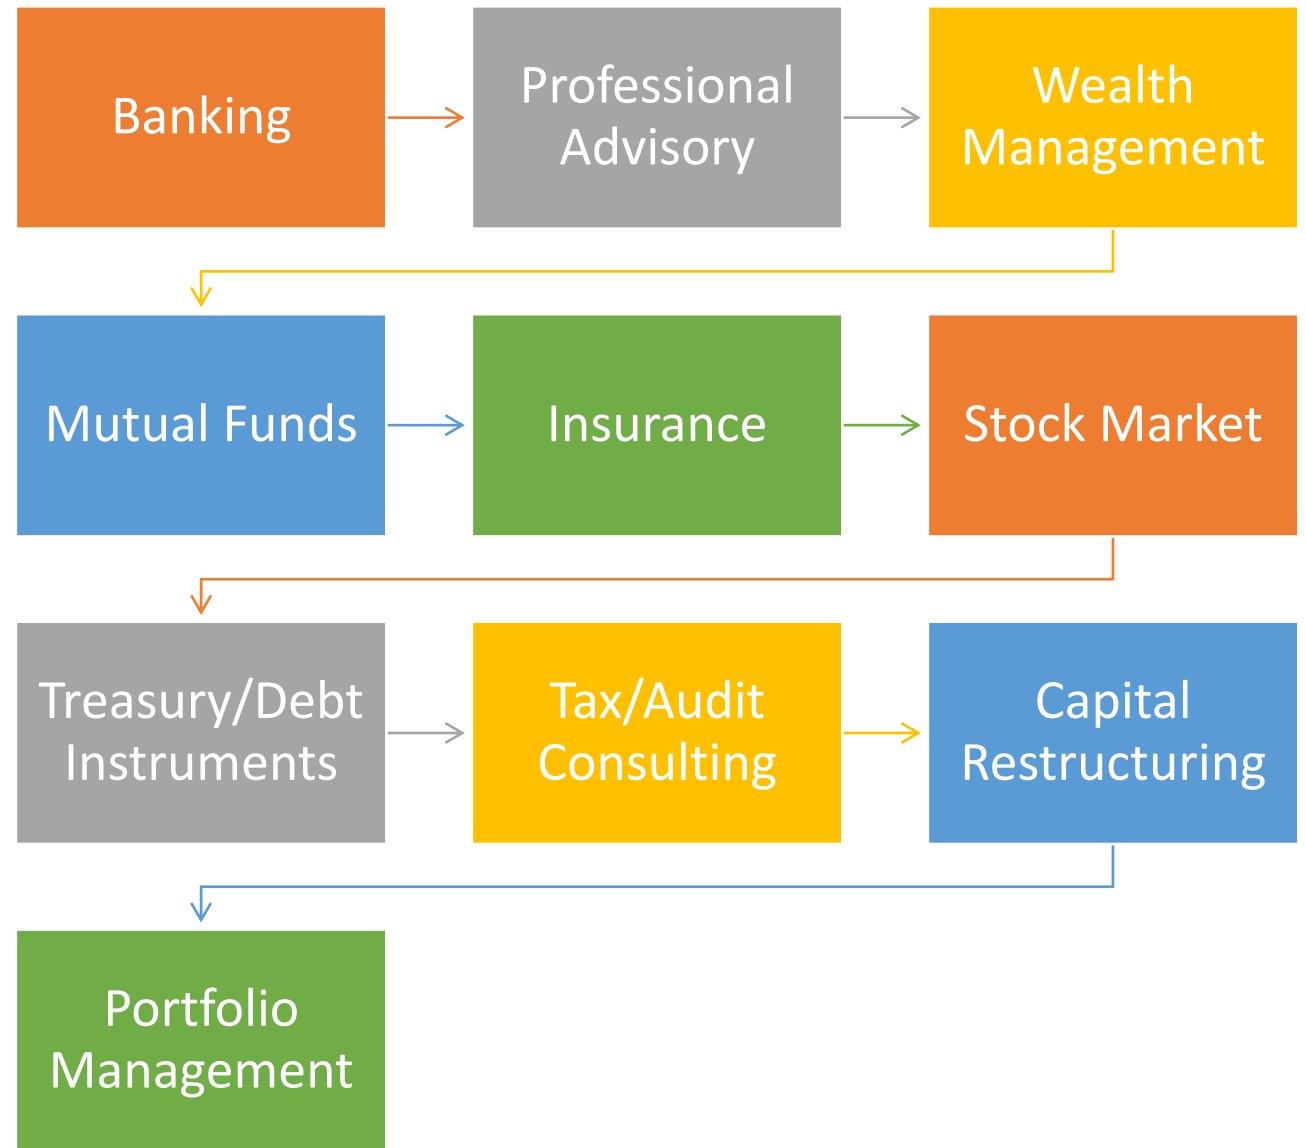 Banking
Professional
Advisory
Wealth
Management
Mutual Funds
Insurance
Stock Market
Treasury/Debt
Instruments
Tax/Audit
Consulting
Capital
Restructuring
Portfolio
Management